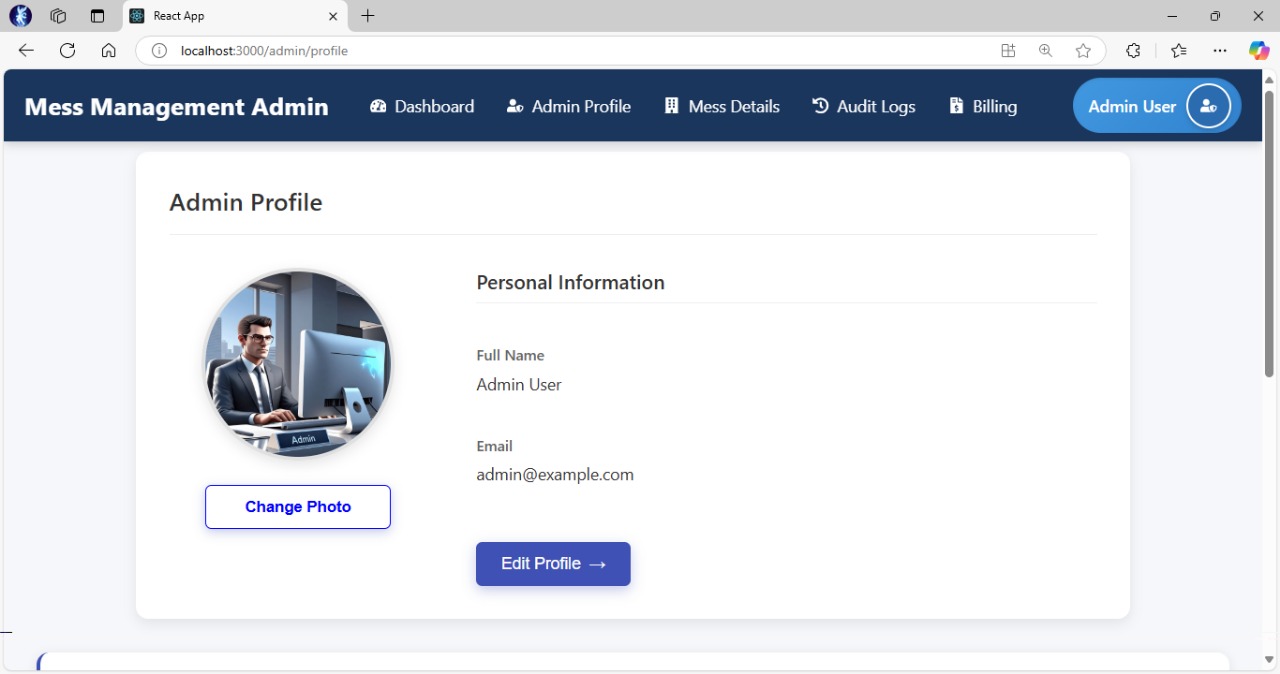 React App
localhost:3000/admin/profile
Mess Management Admin
Dashboard
Admin Profile
Mess Details
Audit Logs
Billing
Admin User
Admin Profile
Personal Information
Full Name
Admin User
Email
admin@example.com
Admin
Change Photo
Edit Profile →